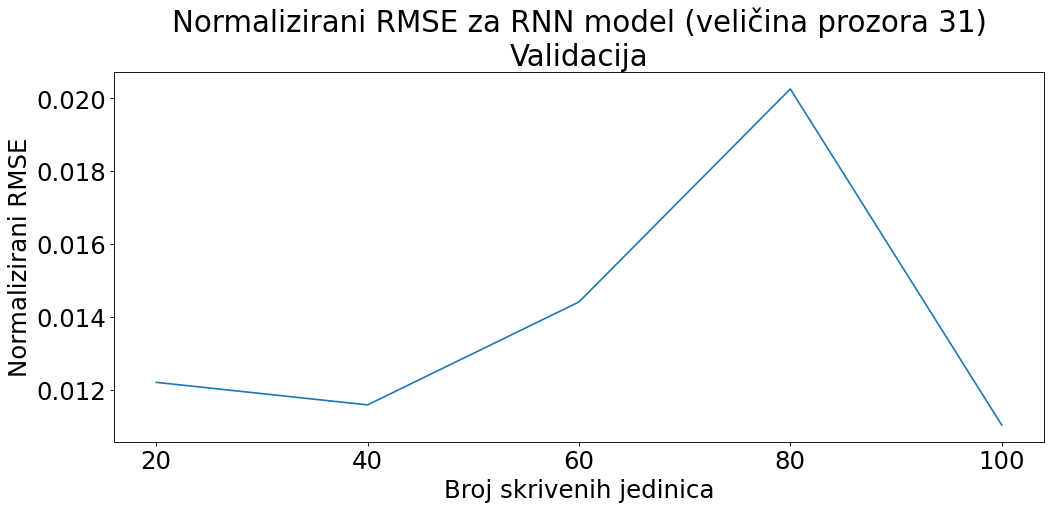 Normalizirani RMSE za RNN model (veličina prozora 31)
Validacija
Normalizirani RMSE
0.020
0.018
0.016
0.014
0.012
20 40 60 80 100
Broj skrivenih jedinica